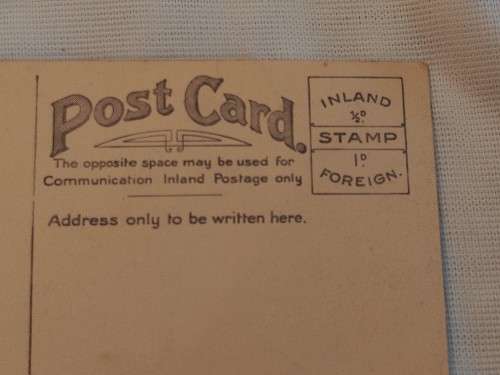 Post Card.
The opposite space may be used for
Communication Inland Postage only
Address only to be written here.
INLAND
½D
STAMP
1D
FOREIGN.